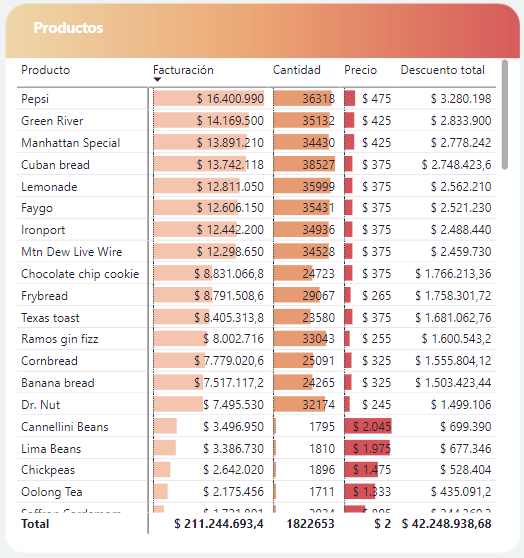 Productos
Producto Facturación Cantidad Precio Descuento total
Pepsi $ 16.400.990 36318 $ 475 $ 3.280.198
Green River $ 14.169.500 35132 $ 425 $ 2.833.900
Manhattan Special $ 13.891.210 34430 $ 425 $ 2.778.242
Cuban bread $ 13.742.118 38527 $ 375 $ 2.748.423,6
Lemonade $ 12.811.050 35999 $ 375 $ 2.562.210
Faygo $ 12.606.150 35431 $ 375 $ 2.521.230
Ironport $ 12.442.200 34936 $ 375 $ 2.488.440
Mtn Dew Live Wire $ 12.298.650 34528 $ 375 $ 2.459.730
Chocolate chip cookie $ 8.831.066,8 24723 $ 375 $ 1.766.213,36
Frybread $ 8.791.508,6 29067 $ 265 $ 1.758.301,72
Texas toast $ 8.405.313,8 23580 $ 375 $ 1.681.062,76
Ramos gin fizz $ 8.002.716 33043 $ 255 $ 1.600.543,2
Cornbread $ 7.779.020,6 25091 $ 325 $ 1.555.804,12
Banana bread $ 7.517.117,2 24265 $ 325 $ 1.503.423,44
Dr. Nut $ 7.495.530 32174 $ 245 $ 1.499.106
Cannellini Beans $ 3.496.950 1795 $ 2.045 $ 699.390
Lima Beans $ 3.386.730 1810 $ 1.975 $ 677.346
Chickpeas $ 2.642.020 1896 $ 1.475 $ 528.404
Oolong Tea $ 2.175.456 1711 $ 1.333 $ 435.091,2
Total $ 211.244.693,4 1822653 $ 2 $ 42.248.938,68